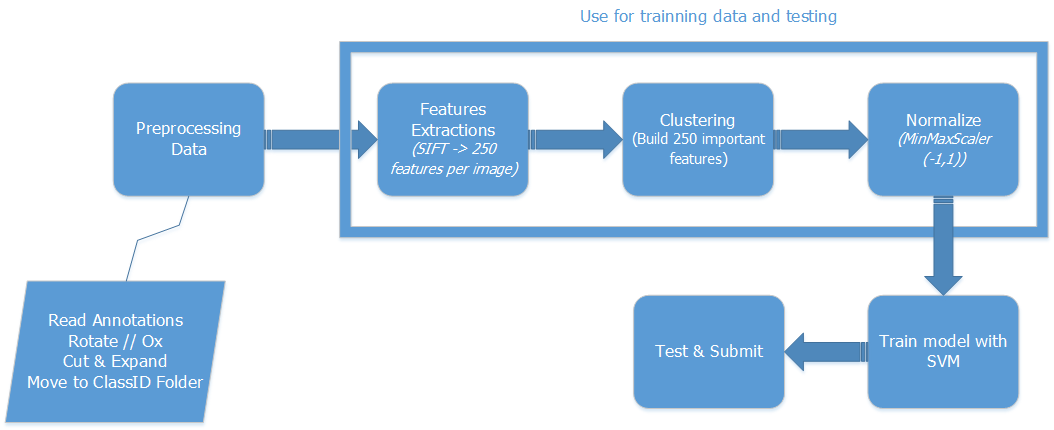 Use for trainning data and testing
Preprocessing
Data
Features
Extractions
(SIFT -> 250
features per image)
Clustering
(Build 250 important
features)
Normalize
(MinMaxScaler
(-1,1))
Read Annotations
Rotate // Ox
Cut & Expand
Move to ClassID Folder
Test & Submit
Train model with
SVM